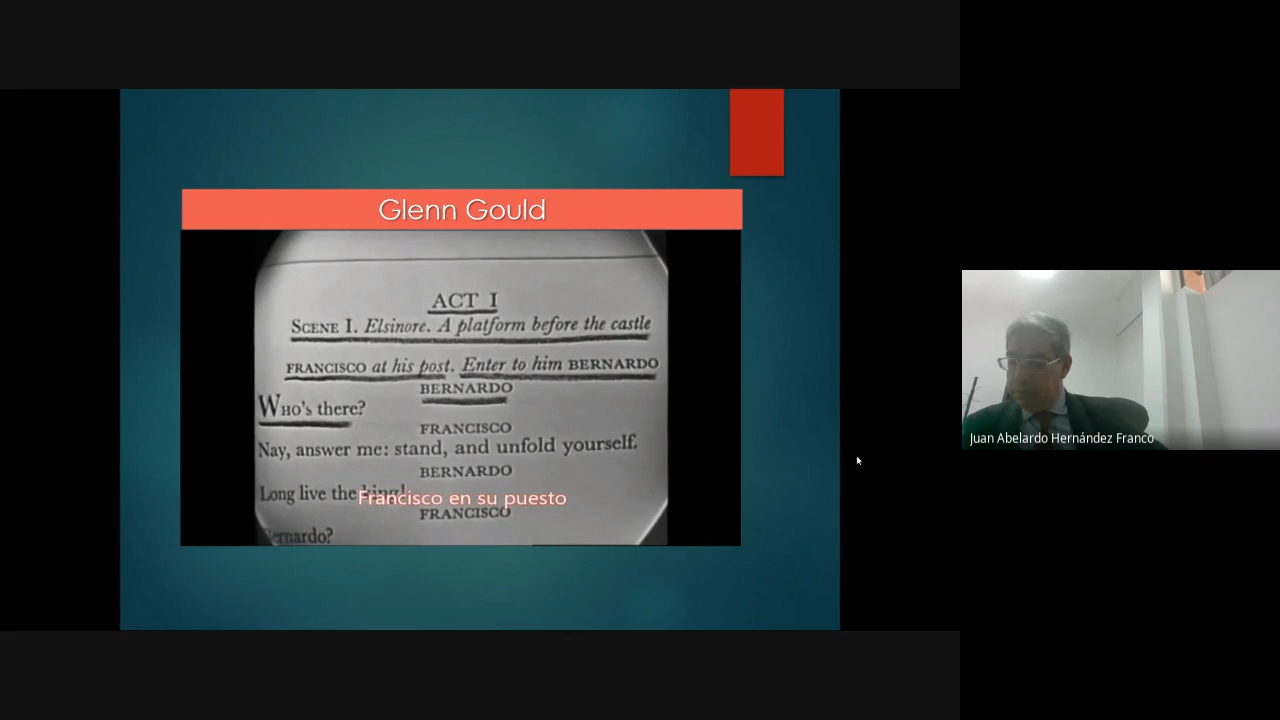 Glenn Gould
ACT I
SCENE I. Elsinore. A platform before the castle
FRANCISCO at his post. Enter to him BERNARDO
BERNARDO
WHO'S there?
FRANCISCO
Nay, answer me: stand, and unfold yourself.
BERNARDO
Long live the king!
Francisco en su puesto
FRANCISCO
Bernardo?
Juan Abelardo Hernández Franco